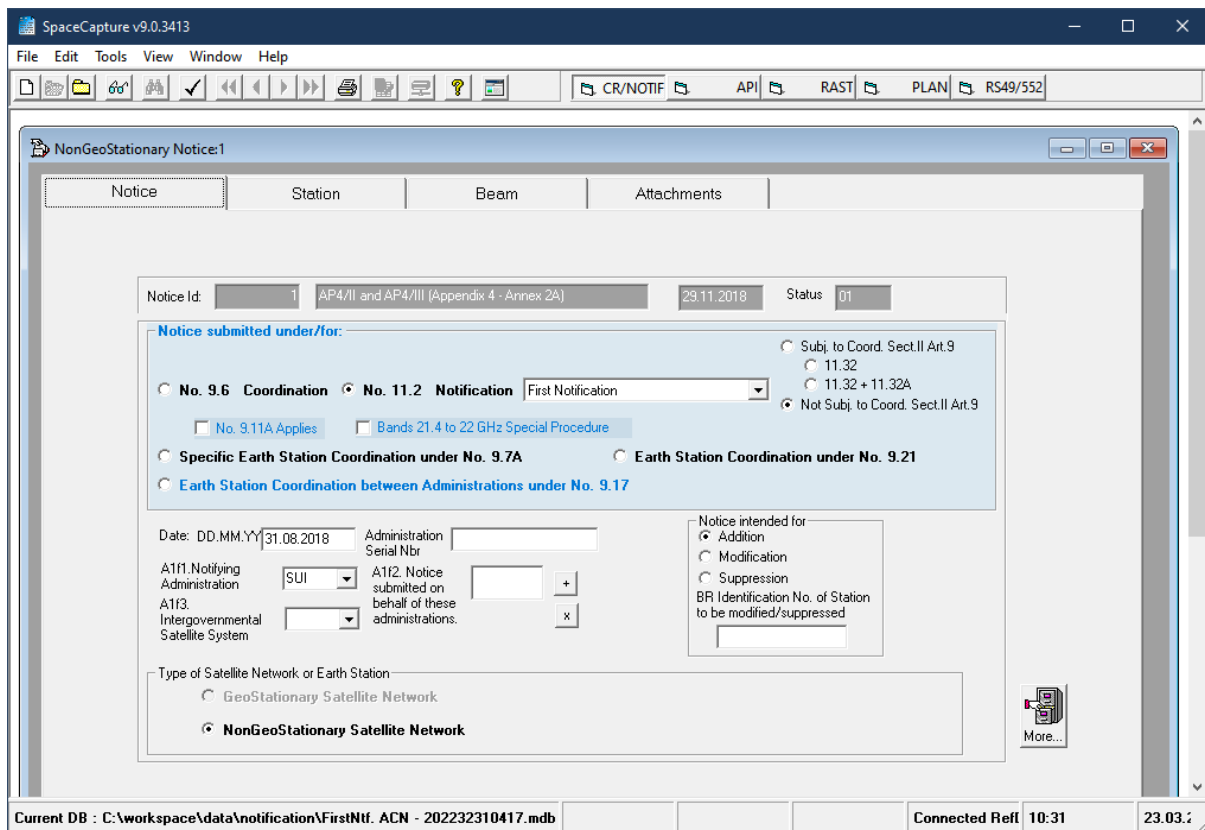 SpaceCapture v9.0.3413
File Edit Tools View Window Help
CR/NOTIF API RAST PLAN RS49/552
NonGeoStationary Notice:1
Notice Station Beam Attachments
Notice Id: 1 AP4/II and AP4/III (Appendix 4 - Annex 2A) 29.11.2018 Status 01
Notice submitted under/for:
Subj. to Coord. Sect.II Art.9
11.32
11.32 + 11.32A
No. 9.6 Coordination No. 11.2 Notification First Notification
Not Subj. to Coord. Sect.II Art.9
No. 9.11A Applies Bands 21.4 to 22 GHz Special Procedure
Specific Earth Station Coordination under No. 9.7A Earth Station Coordination under No. 9.21
Earth Station Coordination between Administrations under No. 9.17
Date: DD.MM.YY 31.08.2018
Administration
Serial Nbr
A1f1.Notifying
Administration
SUI
A1f2. Notice
submitted on
behalf of these
administrations.
+
x
A1f3.
Intergovernmental
Satellite System
Notice intended for
Addition
Modification
Suppression
BR Identification No. of Station
to be modified/suppressed
Type of Satellite Network or Earth Station
GeoStationary Satellite Network
NonGeoStationary Satellite Network
More...
Current DB : C:\workspace\data\notification\FirstNtf. ACN - 202232310417.mdb Connected 10:31 23.03.